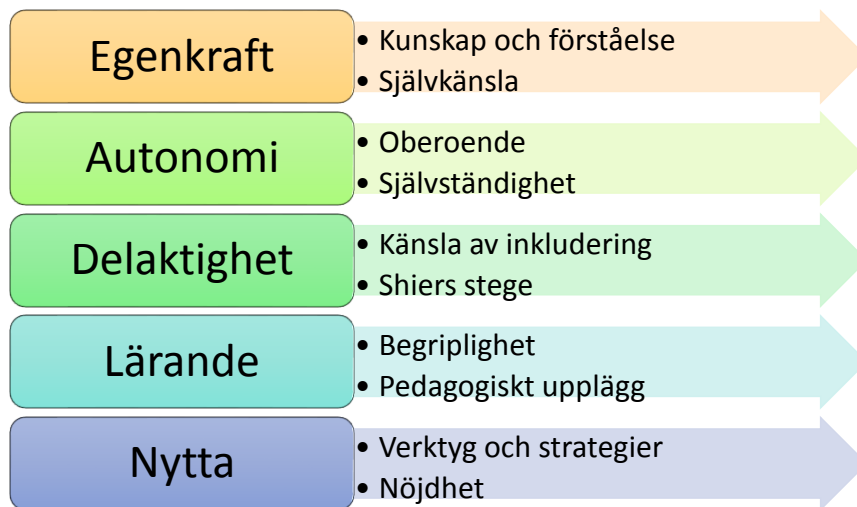 Egenkraft
• Kunskap och förståelse
• Självkänsla
Autonomi
• Oberoende
• Självständighet
Delaktighet
• Känsla av inkludering
• Shiers stege
Lärande
• Begriplighet
• Pedagogiskt upplägg
Nytta
• Verktyg och strategier
• Nöjdhet